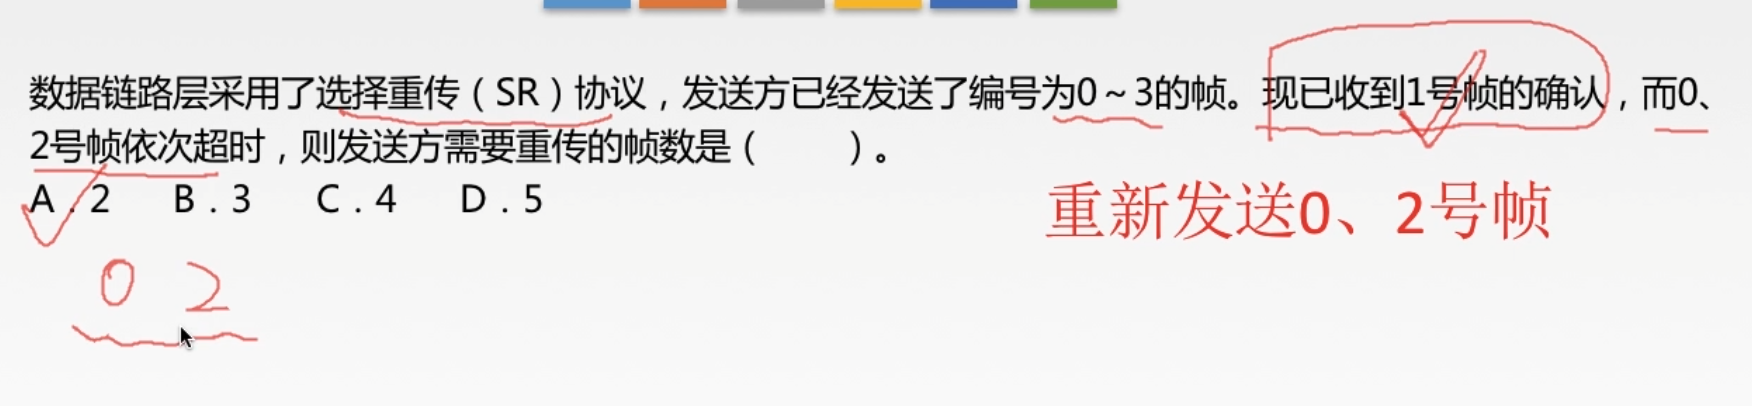 数据链路层采用了选择重传（SR）协议，发送方已经发送了编号为0～3的帧。现已收到1号帧的确认，而0、
2号帧依次超时，则发送方需要重传的帧数是（　　）。
A．2　B．3　C．4　D．5
重新发送0、2号帧
0 2